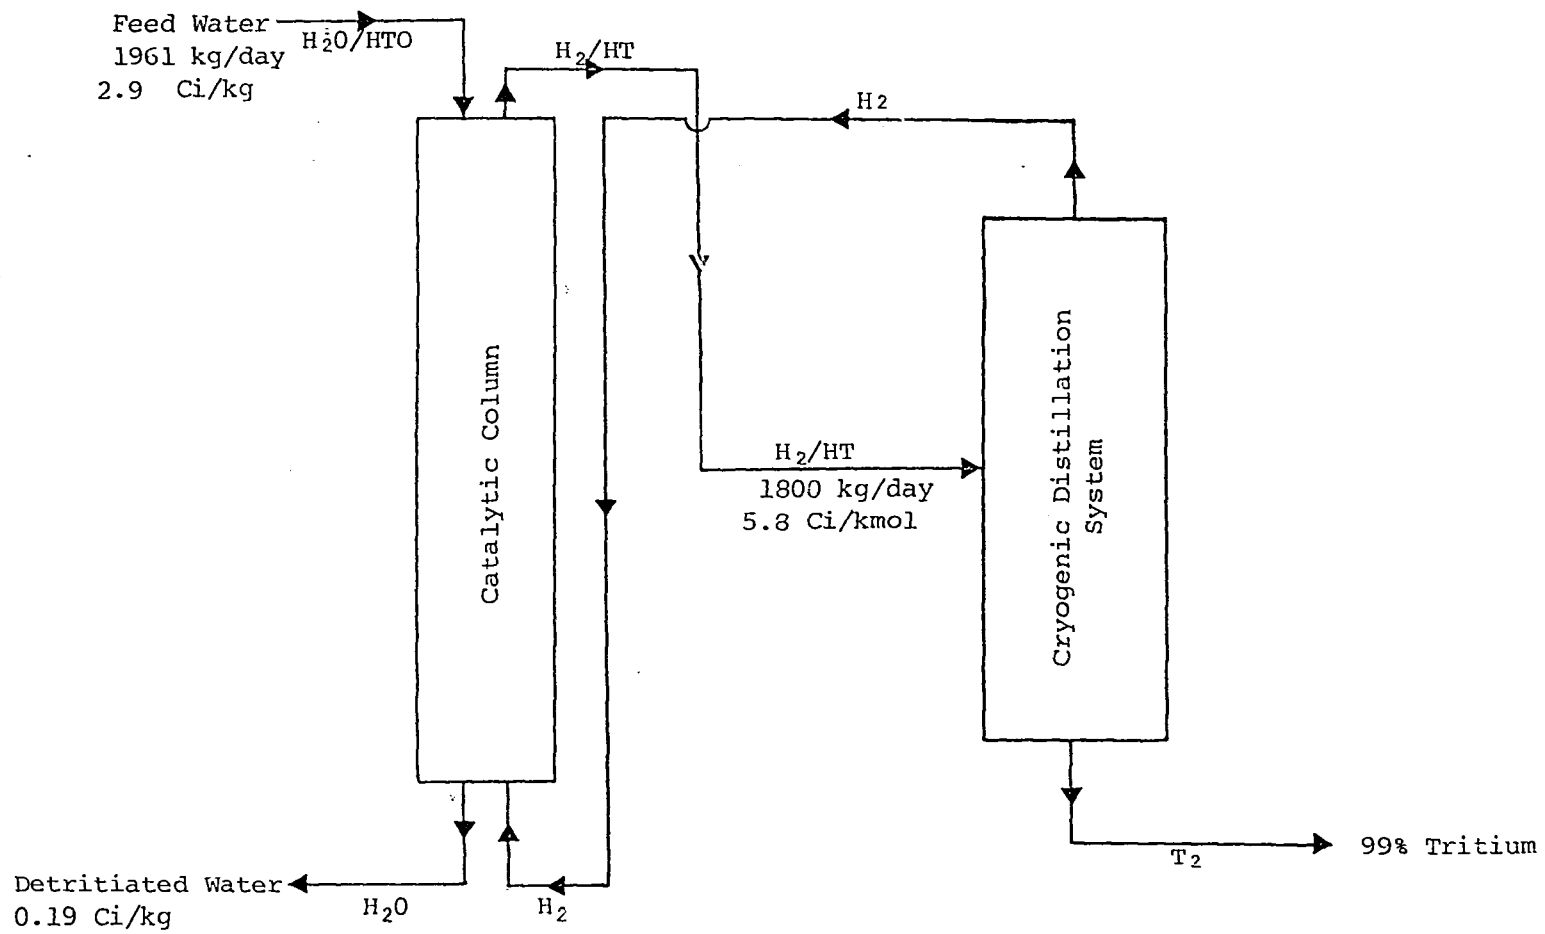 Feed Water
1961 kg/day
2.9 Ci/kg
H₂O/HTO
H₂/HT
H₂
Catalytic Column
H₂/HT
1800 kg/day
5.8 Ci/kmol
Cryogenic Distillation
System
99% Tritium
T₂
Detritiated Water
0.19 Ci/kg
H₂O
H₂